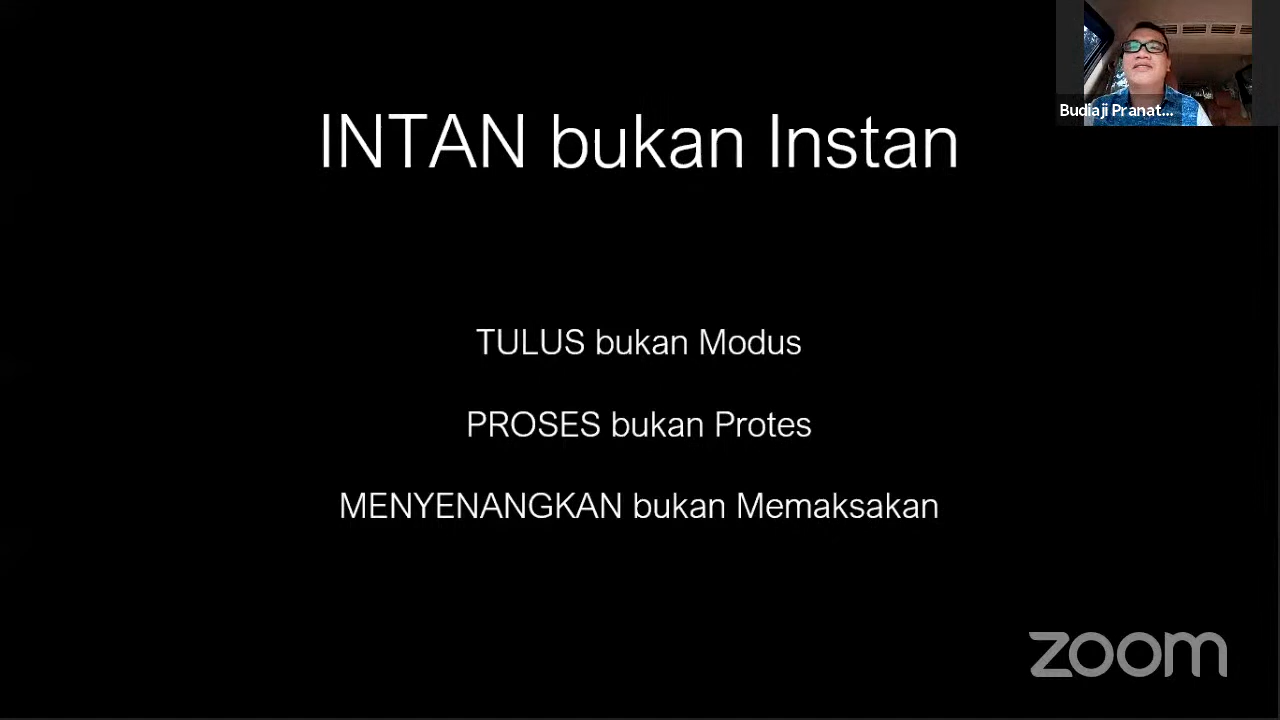 Budiaji Pranat...
INTAN bukan Instan
TULUS bukan Modus
PROSES bukan Protes
MENYENANGKAN bukan Memaksakan
zoom